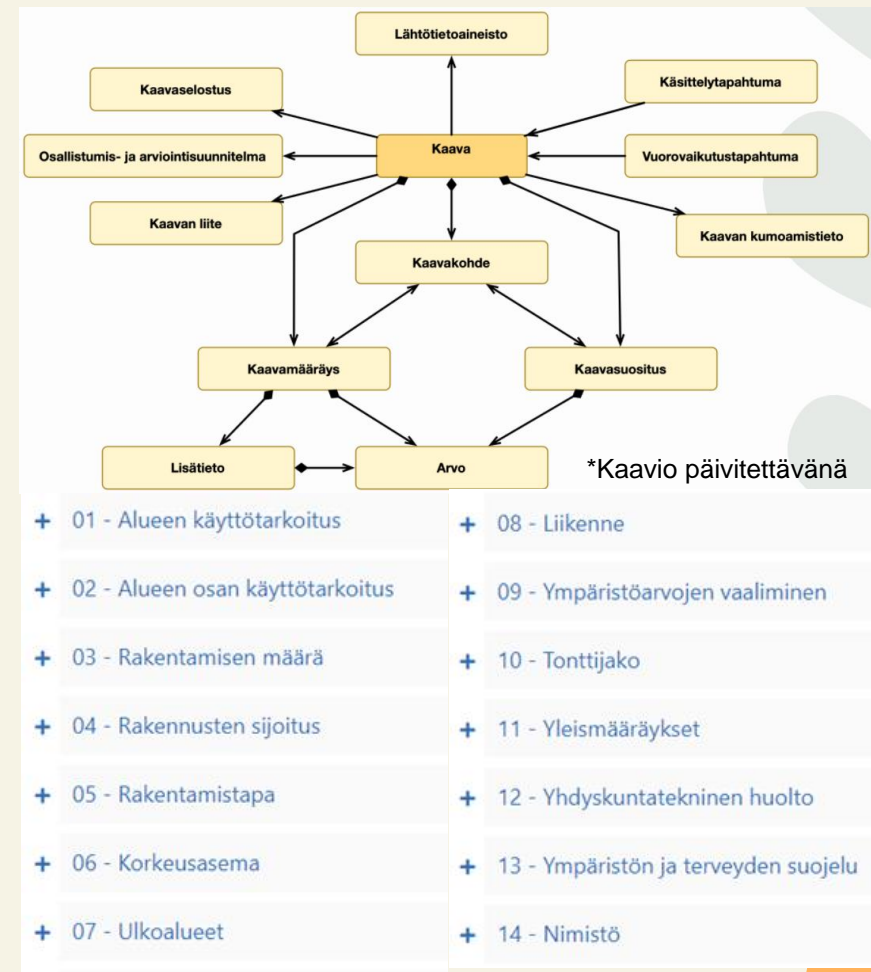 Lähtötietoaineisto
Kaavaselostus
Käsittelytapahtuma
Osallistumis- ja arviointisuunnitelma
Kaava
Vuorovaikutustapahtuma
Kaavan liite
Kaavan kumoamistieto
Kaavakohde
Kaavamääräys
Kaavasuositus
Lisätieto
Arvo
*Kaavio päivitettävänä
+ 01 - Alueen käyttötarkoitus
+ 02 - Alueen osan käyttötarkoitus
+ 03 - Rakentamisen määrä
+ 04 - Rakennusten sijoitus
+ 05 - Rakentamistapa
+ 06 - Korkeusasema
+ 07 - Ulkoalueet
+ 08 - Liikenne
+ 09 - Ympäristöarvojen vaaliminen
+ 10 - Tonttijako
+ 11 - Yleismääräykset
+ 12 - Yhdyskuntatekninen huolto
+ 13 - Ympäristön ja terveyden suojelu
+ 14 - Nimistö